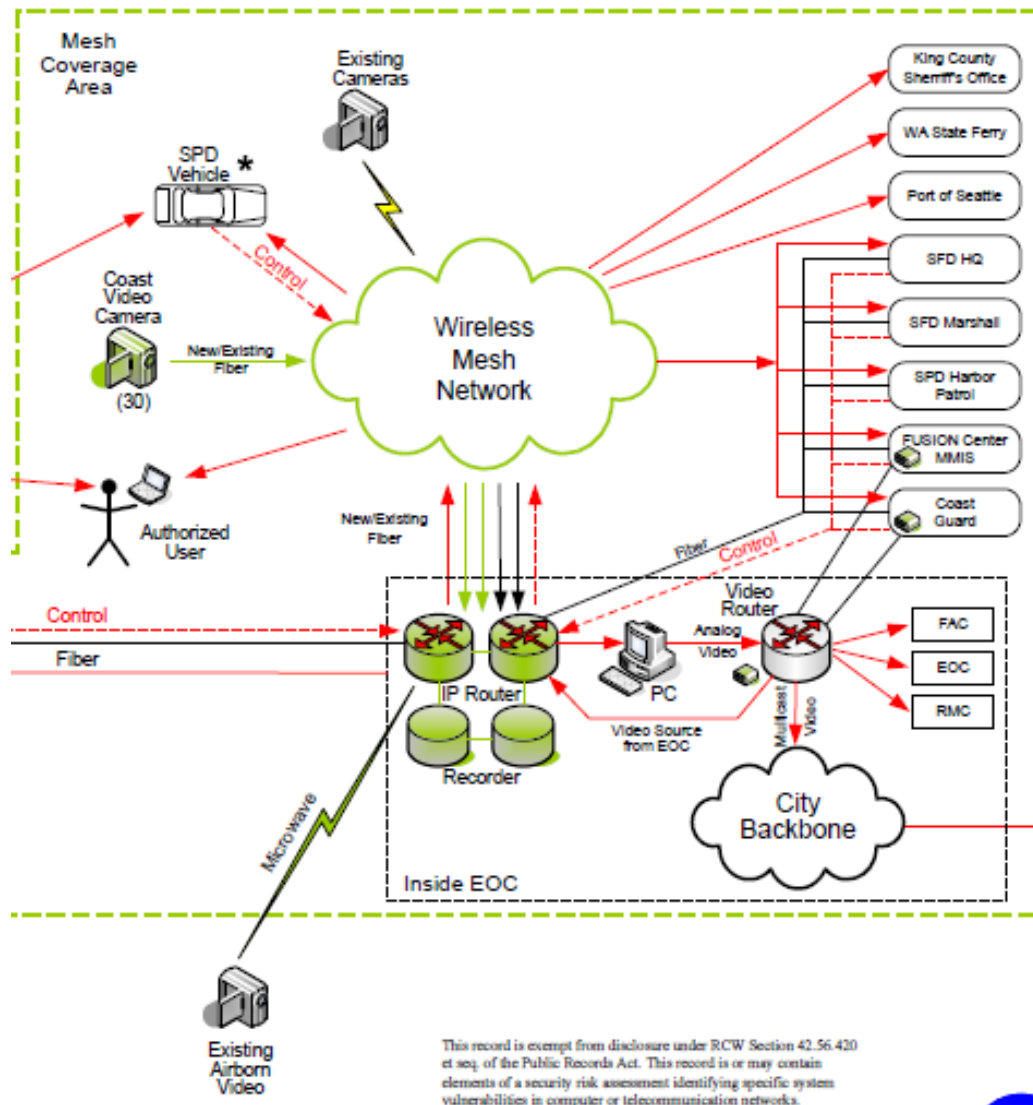 Mesh
Coverage
Area
Existing
Cameras
King County
Sherriff's Office
WA State Ferry
Port of Seattle
SPD
Vehicle *
Control
SFD HQ
Coast
Video
Camera
New/Existing
Fiber
(30)
Wireless
Mesh
Network
SFD Marshall
SPD Harbor
Patrol
FUSION Center
MMIS
Coast
Guard
Authorized
User
New/Existing
Fiber
Fiber
Control
Control
Fiber
IP Router
Recorder
PC
Analog
Video
Video
Router
Video Source
from EOC
Multicast
Video
FAC
EOC
RMC
City
Backbone
Inside EOC
Microwave
Existing
Airborn
Video
This record is exempt from disclosure under RCW Section 42.56.420
et seq. of the Public Records Act. This record is or may contain
elements of a security risk assessment identifying specific system
vulnerabilities in computer or telecommunication networks.